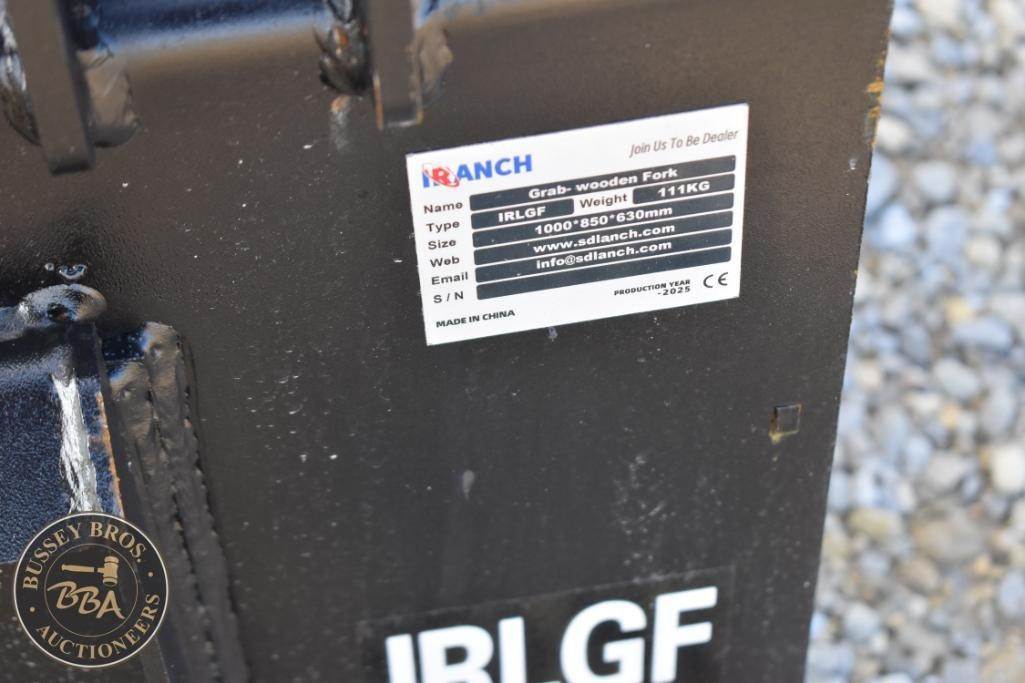 IRANCH
Join Us To Be Dealer
Name Grab- wooden Fork
Type IRLGF Weight 111KG
Size 1000*850*630mm
Web www.sdlanch.com
Email info@sdlanch.com
S / N
PRODUCTION YEAR
-2025 CE
MADE IN CHINA
IRLGF
BUSSEY BROS.
BBA
AUCTIONEERS